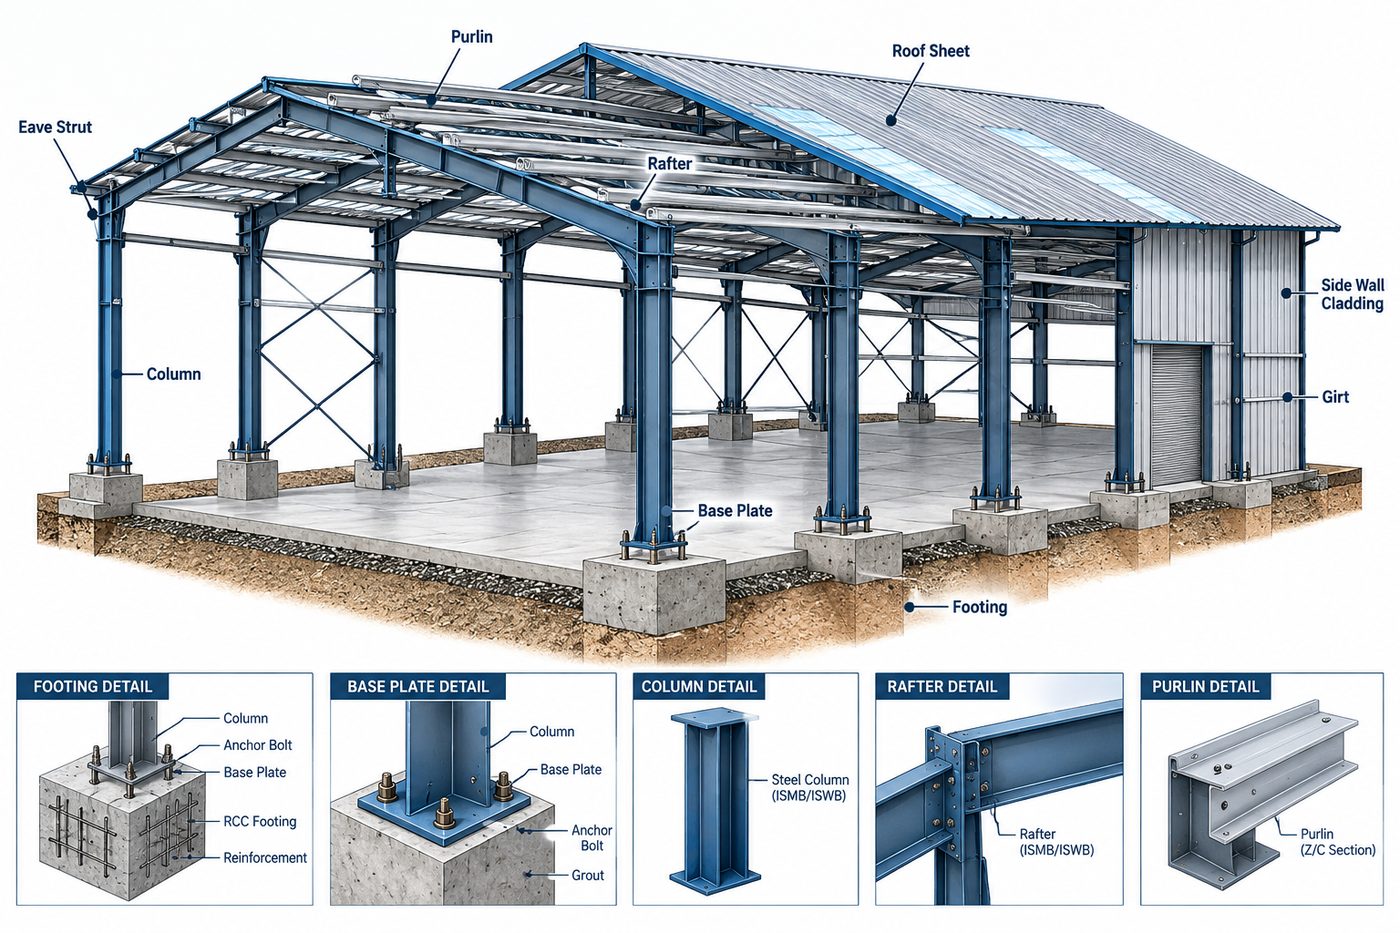 Purlin
Roof Sheet
Eave Strut
Rafter
Side Wall
Cladding
Column
Girt
Base Plate
Footing
FOOTING DETAIL
Column
Anchor Bolt
Base Plate
RCC Footing
Reinforcement
BASE PLATE DETAIL
Column
Base Plate
Anchor
Bolt
Grout
COLUMN DETAIL
Steel Column
(ISMB/ISWB)
RAFTER DETAIL
Rafter
(ISMB/ISWB)
PURLIN DETAIL
Purlin
(Z/C Section)